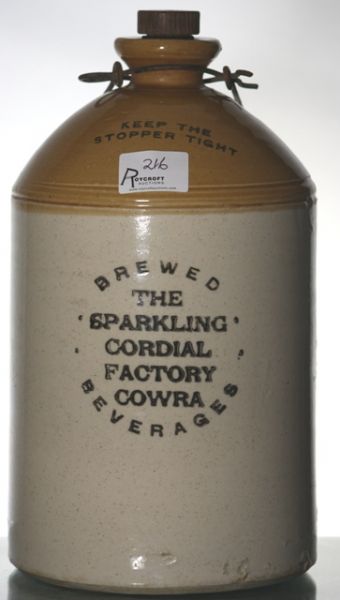 KEEP THE
STOPPER TIGHT
216
ROYCROFT
AUCTIONS
BREWED
THE
SPARKLING
CORDIAL
FACTORY
COWRA
BEVERAGES